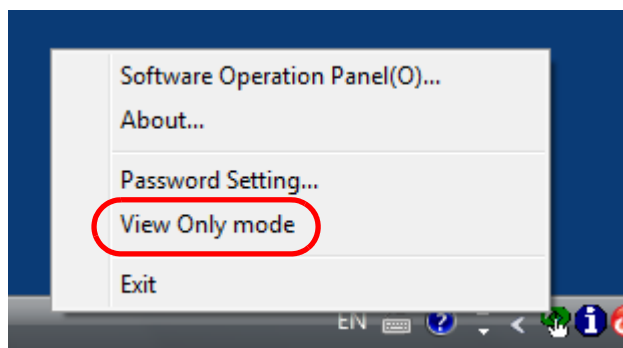 Software Operation Panel(O)...
About...
Password Setting...
View Only mode
Exit
EN